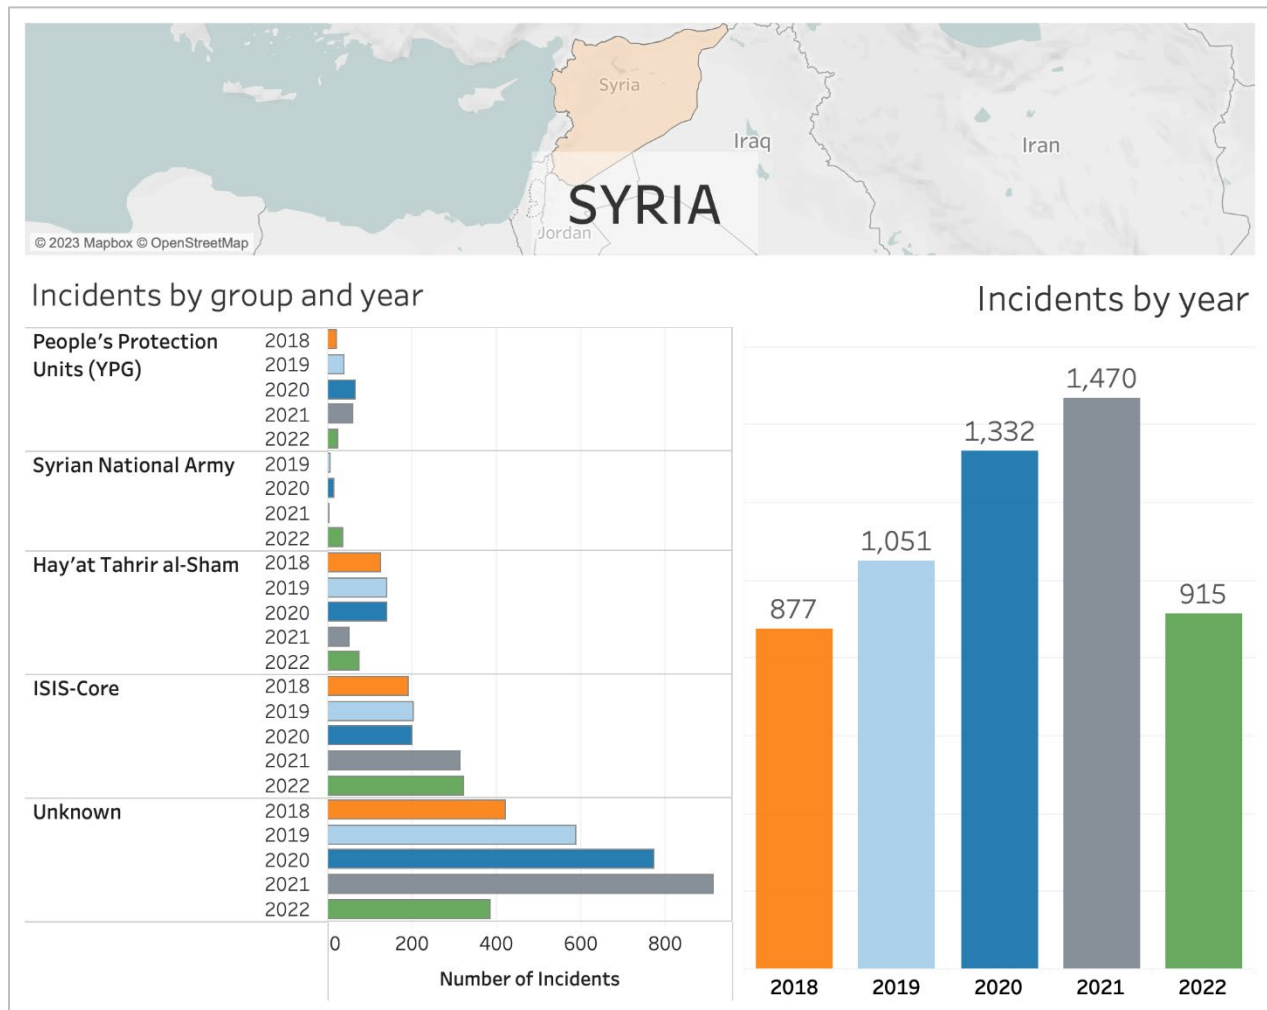 Syria
Iraq
Iran
SYRIA
Jordan
© 2023 Mapbox © OpenStreetMap
Incidents by group and year
People’s Protection
Units (YPG)
2018
2019
2020
2021
2022
Syrian National Army
2019
2020
2021
2022
Hay’at Tahrir al-Sham
2018
2019
2020
2021
2022
ISIS-Core
2018
2019
2020
2021
2022
Unknown
2018
2019
2020
2021
2022
0 200 400 600 800
Number of Incidents
Incidents by year
877
1,051
1,332
1,470
915
2018 2019 2020 2021 2022